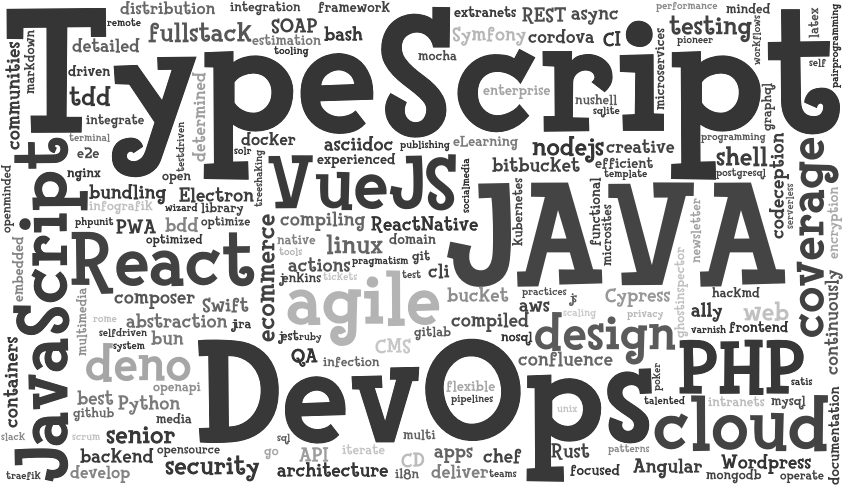 distribution
integration
framework
extranets
REST
async
performance
minded
latex
remote
fullstack
SOAP
bash
Symfony
cordova
CI
testing
pioneer
workflows
pairprogramming
communities
markdown
detailed
estimation
tooling
mocha
microservices
self
TypeScript
driven
tdd
determined
enterprise
nushell
sqlite
graphql
integrate
testdriven
terminal
e2e
solr
docker
asciidoc
publishing
eLearning
nodejs
creative
programming
shell
nginx
open
treeshaking
experienced
bitbucket
efficient
template
postgresql
codeception
coverage
openminded
bundling
Electron
VueJS
socialmedia
kubernetes
functional
microsites
JAVA
newsletter
serverless
encryption
infografik
wizard
library
phpunit
PWA
bdd
optimize
optimized
compiling
ReactNative
JavaScript
embedded
React
ecommerce
native
tools
linux
domain
actions
pragmatism
git
jenkins
tickets
test
cli
ghostinspector
continuously
multimedia
composer
Swift
agile
bucket
practices
js
aws
Cypress
hackmd
ally
web
rome
abstraction
jra
selfdriven
system
bun
jest
ruby
gitlab
compiled
nosql
scaling
privacy
design
varnish
frontend
containers
deno
QA
infection
CMS
confluence
PHP
openapi
DevOps
flexible
pipelines
poker
satis
best
Python
github
media
unix
talented
intranets
mysql
documentation
slack
scrum
senior
opensource
sql
multi
cloud
backend
go
API
iterate
CD
apps
chef
Rust
patterns
traefik
develop
security
architecture
i18n
deliver
teams
focused
Angular
Wordpress
mongodb
operate